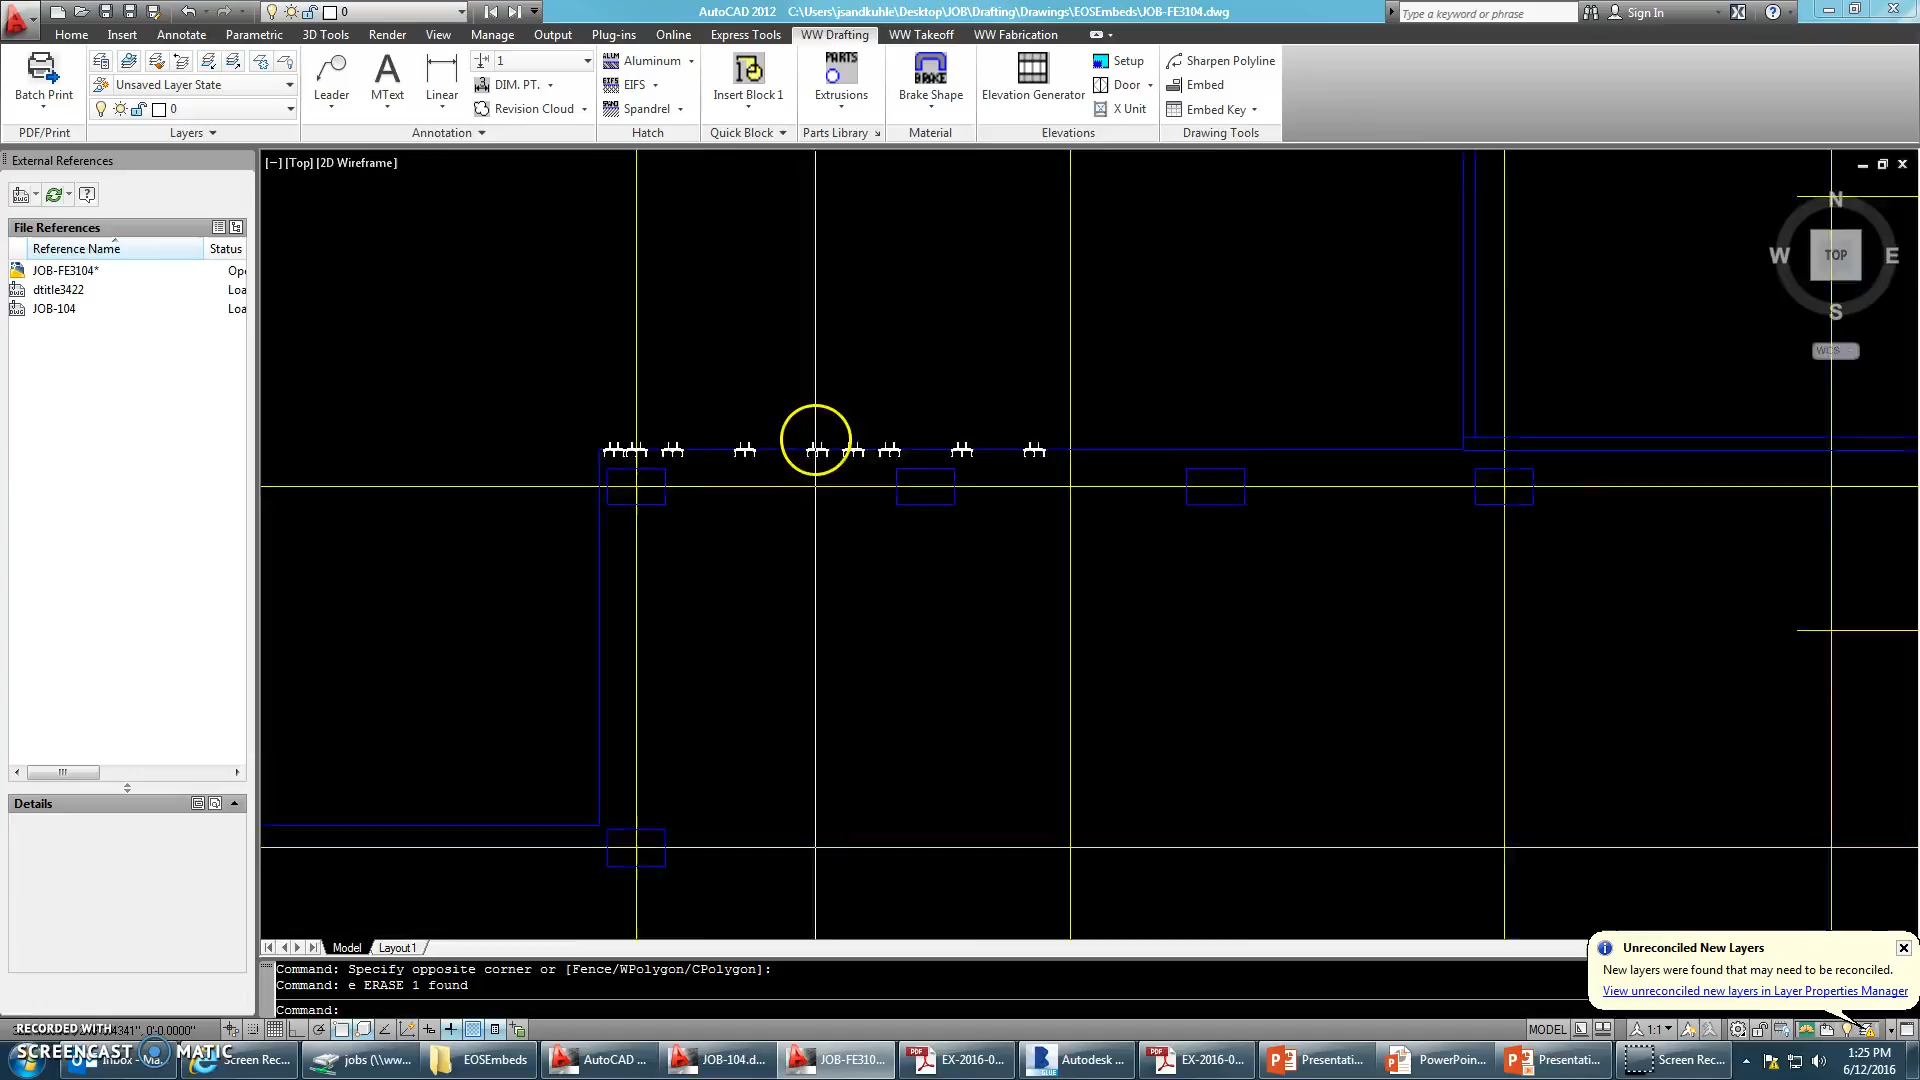 0
AutoCAD 2012 C:\Users\jsandkuhle\Desktop\JOB\Drafting\Drawings\EOSEmbeds\JOB-FE3104.dwg
Type a keyword or phrase
Sign In
Home Insert Annotate Parametric 3D Tools Render View Manage Output Plug-ins Online Express Tools WW Drafting WW Takeoff WW Fabrication
Batch Print
PDF/Print
Unsaved Layer State
0
Layers
Leader
MText
Linear
1
DIM. PT.
Revision Cloud
Annotation
Aluminum
EIFS
Spandrel
Hatch
Insert Block 1
Quick Block
PARTS
Extrusions
Parts Library
BRAKE
Brake Shape
Material
Elevation Generator
Setup
Door
X Unit
Elevations
Sharpen Polyline
Embed
Embed Key
Drawing Tools
External References
File References
Reference Name Status
JOB-FE3104* Ope
dtitle3422 Loa
JOB-104 Loa
Details
[−] [Top] [2D Wireframe]
N
W TOP E
S
WCS
Model Layout1
Command: Specify opposite corner or [Fence/WPolygon/CPolygon]:
Command: e ERASE 1 found
Command:
Unreconciled New Layers
New layers were found that may need to be reconciled.
View unreconciled new layers in Layer Properties Manager
MODEL 1:1
RECORDED WITH
SCREENCAST MATIC
Inbox - Ma... Screen Rec... jobs (\\ww... EOSEmbeds AutoCAD ... JOB-104.d... JOB-FE310... EX-2016-0... Autodesk ... EX-2016-0... Presentati... PowerPoin... Presentati... Screen Rec...
1:25 PM
6/12/2016